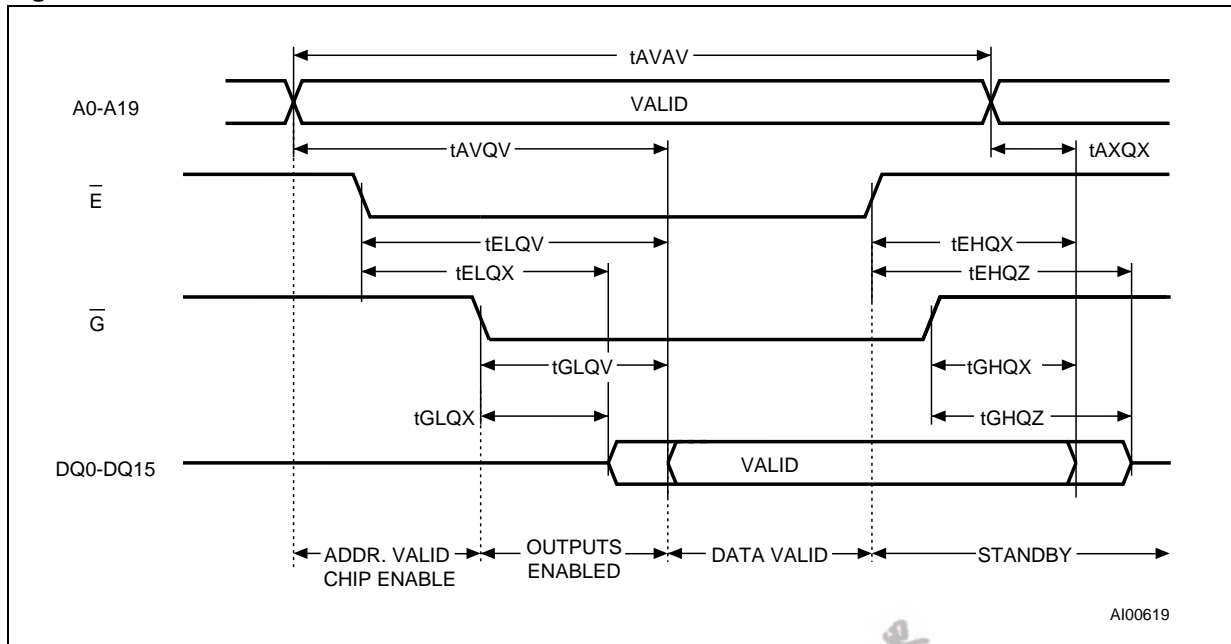 tAVAV
A0-A19
VALID
tAVQV
tAXQX
E
tELQV
tEHQX
tELQX
tEHQZ
G
tGLQV
tGHQX
tGLQX
tGHQZ
DQ0-DQ15
VALID
ADDR. VALID
CHIP ENABLE
OUTPUTS
ENABLED
DATA VALID
STANDBY
AI00619